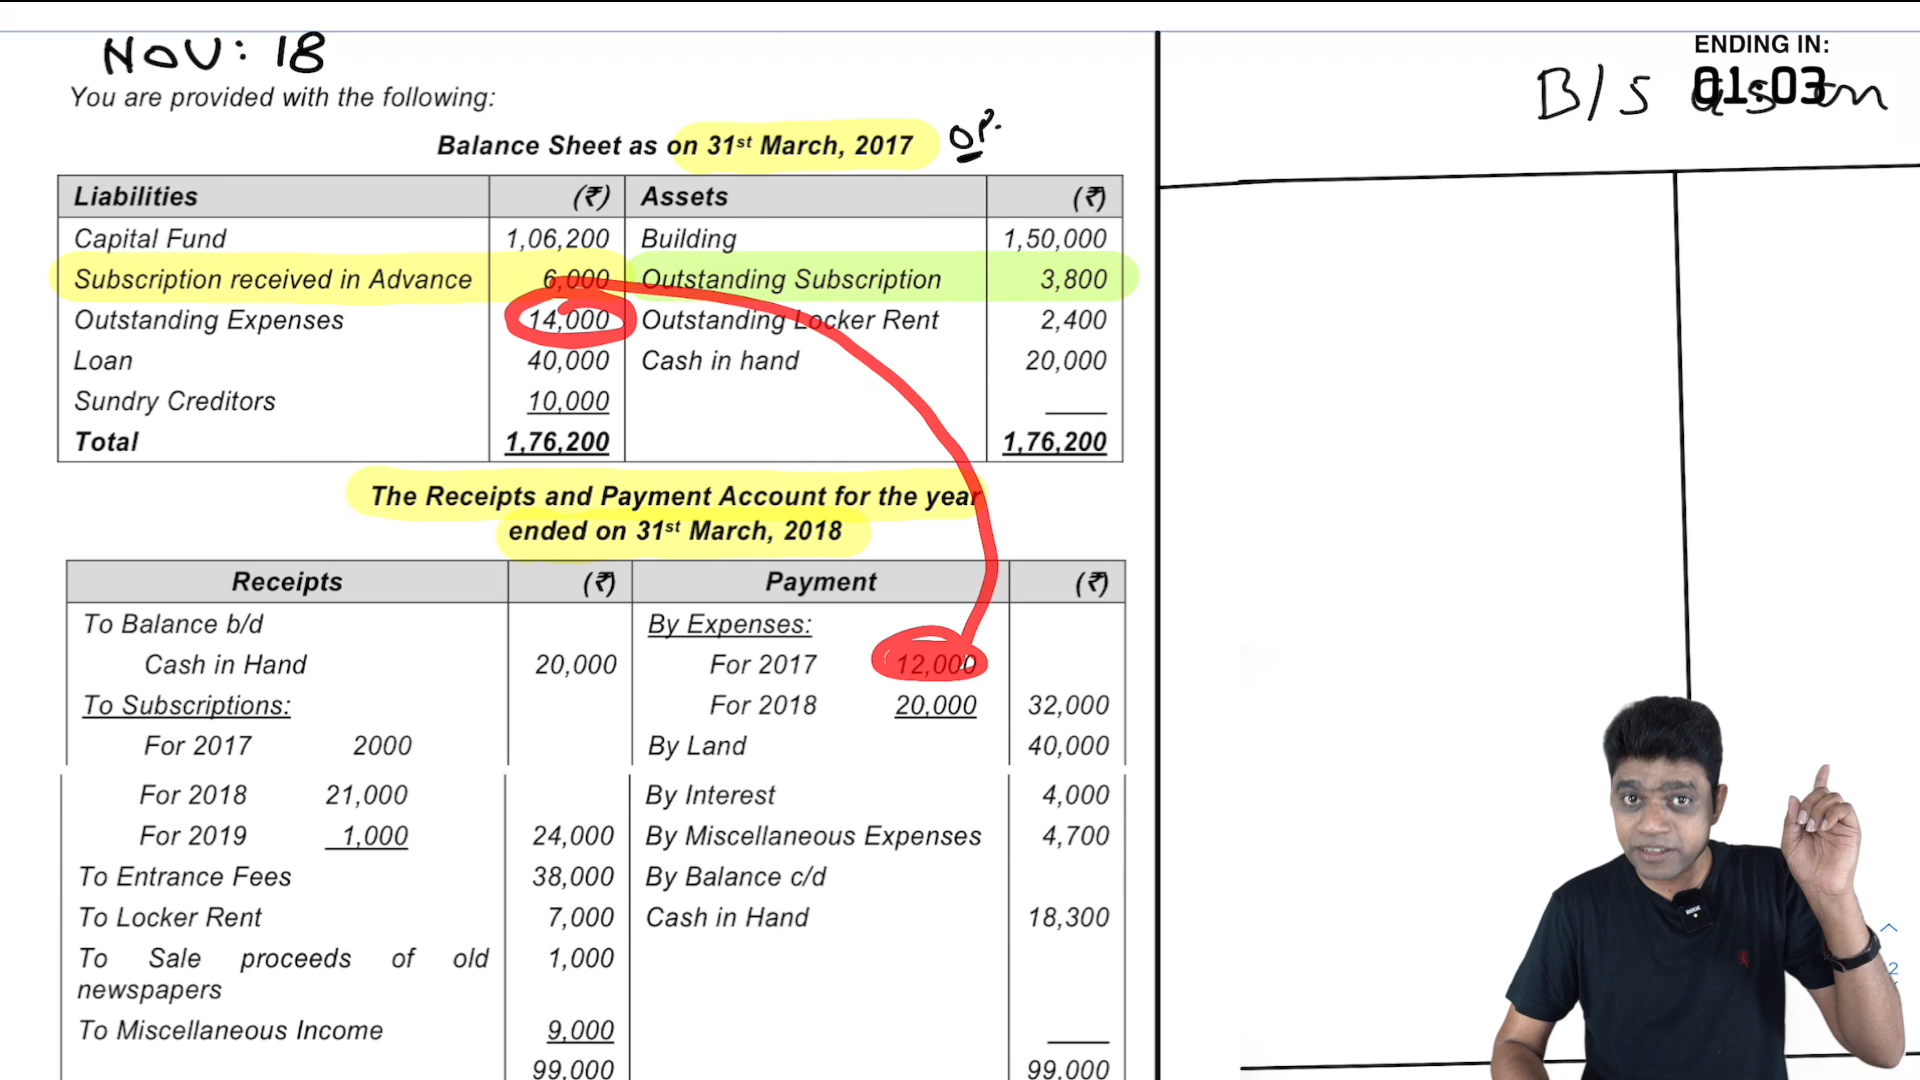 NOV: 18
You are provided with the following:
Balance Sheet as on 31st March, 2017 OP.
Liabilities (₹) Assets (₹)
Capital Fund 1,06,200 Building 1,50,000
Subscription received in Advance 6,000 Outstanding Subscription 3,800
Outstanding Expenses 14,000 Outstanding Locker Rent 2,400
Loan 40,000 Cash in hand 20,000
Sundry Creditors 10,000
Total 1,76,200 1,76,200
The Receipts and Payment Account for the year
ended on 31st March, 2018
Receipts (₹) Payment (₹)
To Balance b/d By Expenses:
Cash in Hand 20,000 For 2017 12,000
To Subscriptions: For 2018 20,000 32,000
For 2017 2000 By Land 40,000
For 2018 21,000 By Interest 4,000
For 2019 1,000 24,000 By Miscellaneous Expenses 4,700
To Entrance Fees 38,000 By Balance c/d
To Locker Rent 7,000 Cash in Hand 18,300
To Sale proceeds of old 1,000
newspapers
To Miscellaneous Income 9,000
99,000 99,000
ENDING IN:
01:03
B/S as on
RODE
2